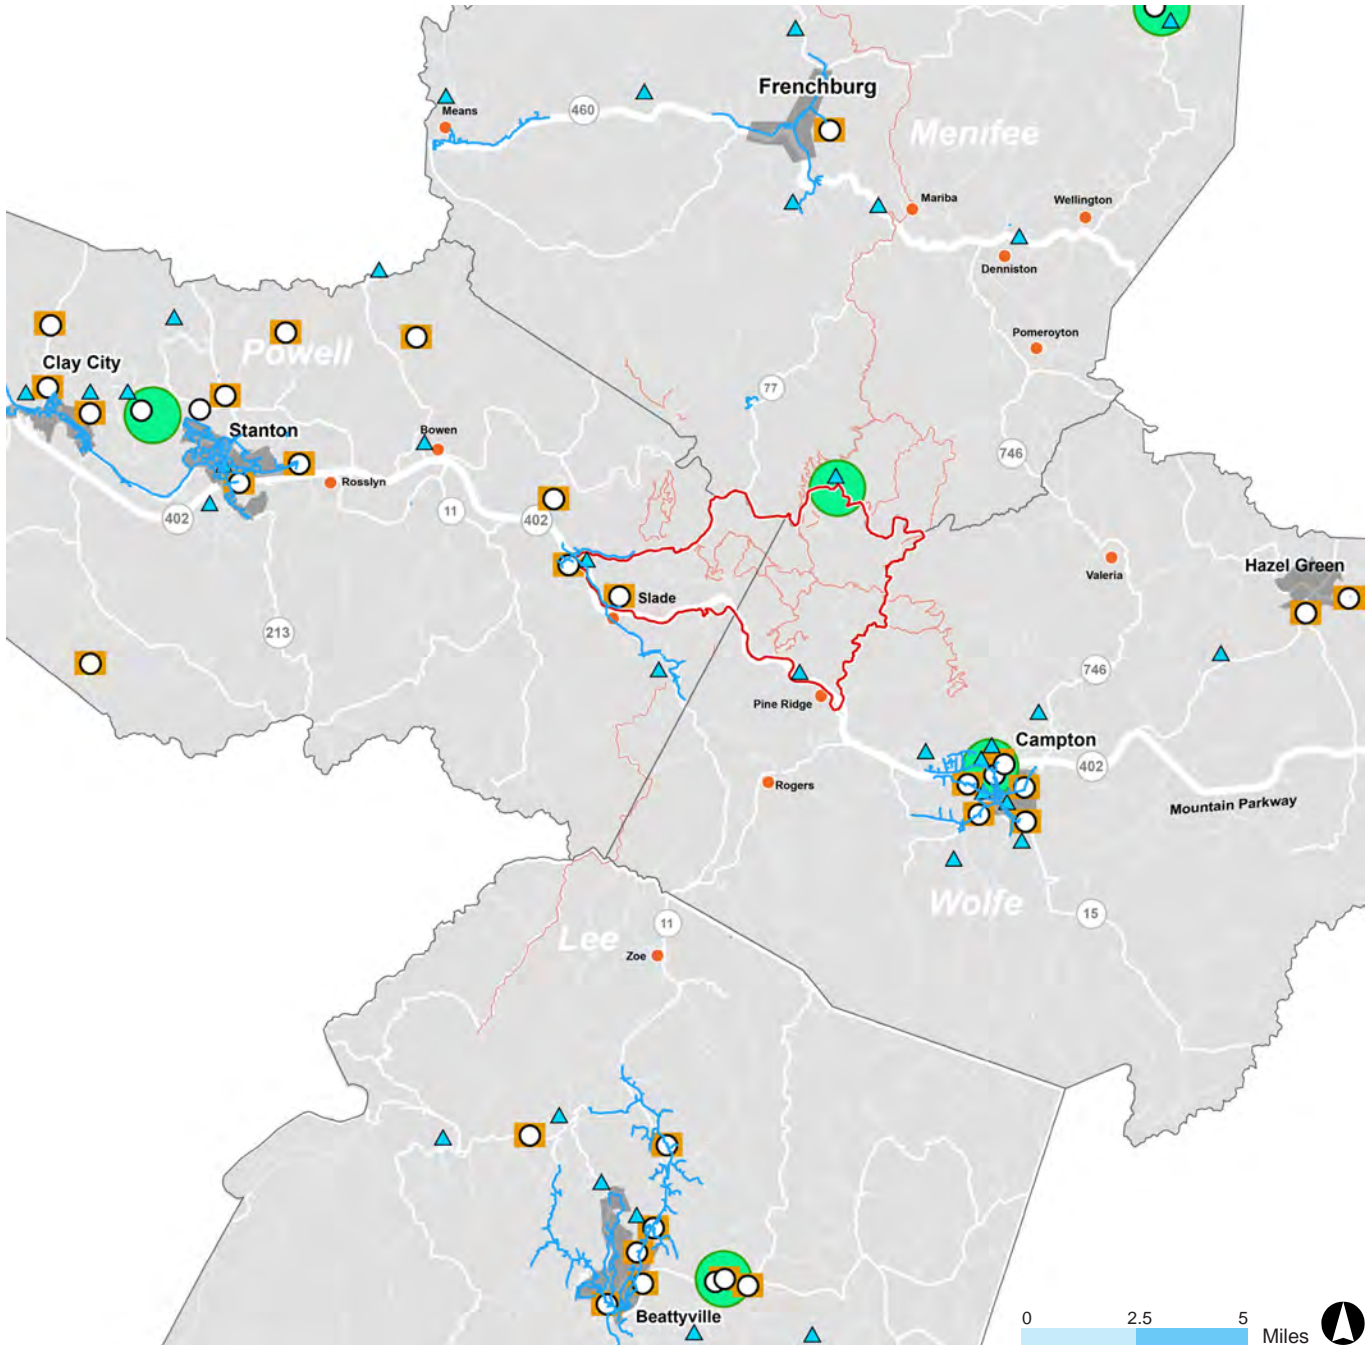 Frenchburg
Means
460
Menifee
Mariba
Wellington
Denniston
Pomeroyton
Powell
Clay City
77
Stanton
Bowen
746
Rosslyn
11
402
402
Hazel Green
Valeria
Slade
213
746
Pine Ridge
Campton
402
Rogers
Mountain Parkway
Wolfe
15
11
Lee
Zoe
Beattyville
0 2.5 5
Miles